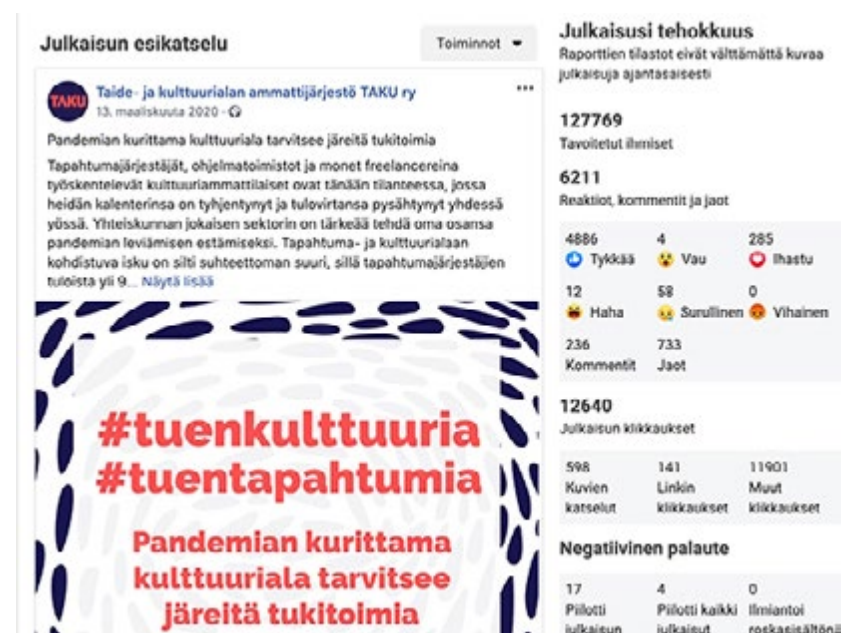 Julkaisun esikatselu
Toiminnot
TAKU
Taide- ja kulttuurialan ammattijärjestö TAKU ry
13. maaliskuuta 2020 ·
Pandemian kurittama kulttuuriala tarvitsee järeitä tukitoimia
Tapahtumajärjestäjät, ohjelmatoimistot ja monet freelancereina
työskentelevät kulttuuriammattilaiset ovat tänään tilanteessa, jossa
heidän kalenterinsa on tyhjentynyt ja tulovirtansa pysähtynyt yhdessä
yössä. Yhteiskunnan jokaisen sektorin on tärkeää tehdä oma osansa
pandemian leviämisen estämiseksi. Tapahtuma- ja kulttuurialaan
kohdistuva isku on silti suhteettoman suuri, sillä tapahtumajärjestäjien
tuloista yli 9... Näytä lisää
#tuenkulttuuria
#tuentapahtumia
Pandemian kurittama
kulttuuriala tarvitsee
järeitä tukitoimia
Julkaisusi tehokkuus
Raporttien tilastot eivät välttämättä kuvaa
julkaisuja ajantasaisesti
127769
Tavoitetut ihmiset
6211
Reaktiot, kommentit ja jaot
4886 4 285
Tykkää Vau Ihastu
12 58 0
Haha Surullinen Vihainen
236 733
Kommentit Jaot
12640
Julkaisun klikkaukset
598 141 11901
Kuvien Linkin Muut
katselut klikkaukset klikkaukset
Negatiivinen palaute
17 4 0
Piilotti Piilotti kaikki Ilmiantoi
julkaisun julkaisut roskasisältönä